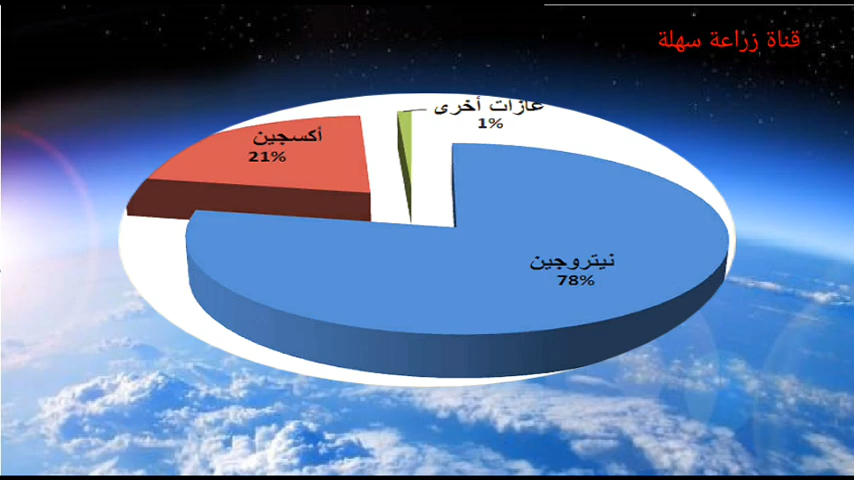 قناة زراعة سهلة
غازات أخرى
1%
أكسجين
21%
نيتروجين
78%